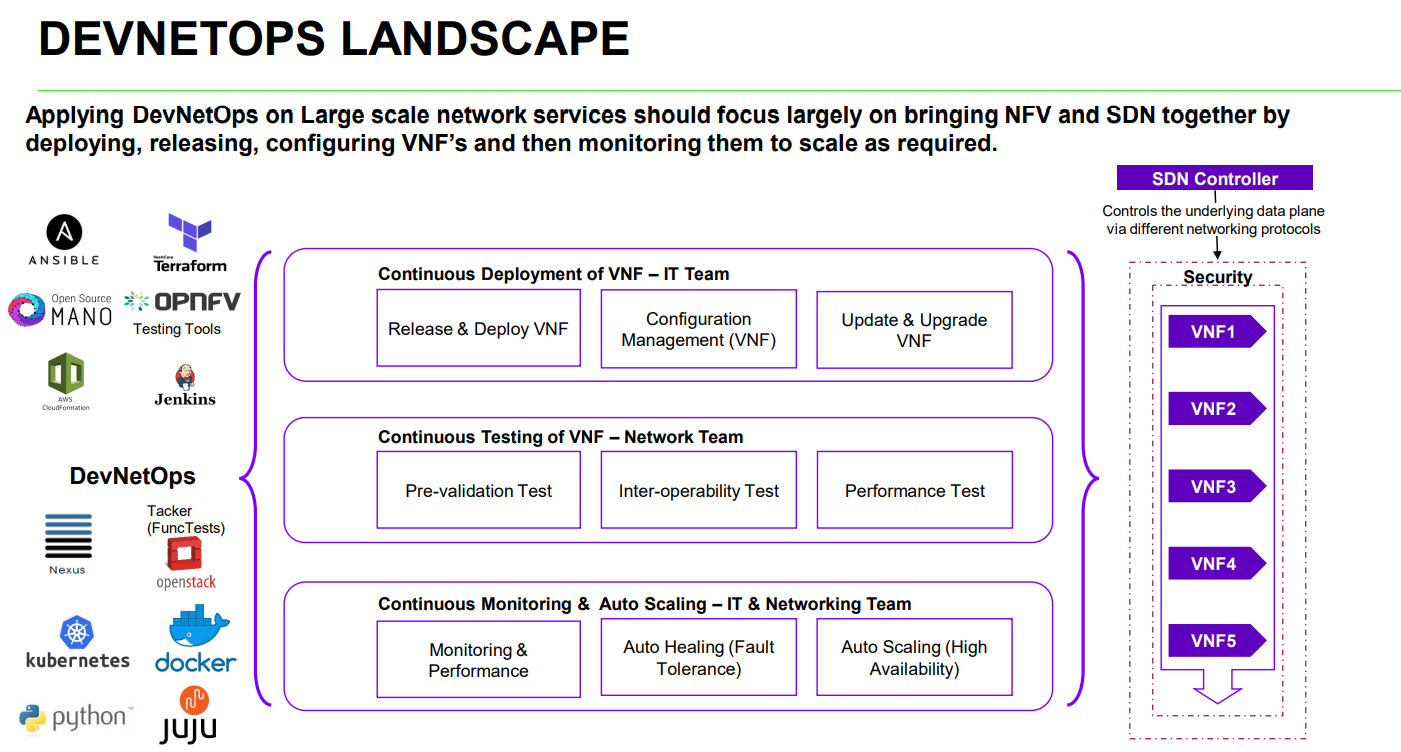 DEVNETOPS LANDSCAPE
Applying DevNetOps on Large scale network services should focus largely on bringing NFV and SDN together by
deploying, releasing, configuring VNF’s and then monitoring them to scale as required.
ANSIBLE
HashiCorp
Terraform
Open Source
MANO
OPNFV
Testing Tools
AWS
CloudFormation
Jenkins
DevNetOps
Nexus
Tacker
(FuncTests)
openstack
kubernetes
docker
python™
JUJU
Continuous Deployment of VNF – IT Team
Release & Deploy VNF
Configuration
Management (VNF)
Update & Upgrade
VNF
Continuous Testing of VNF – Network Team
Pre-validation Test
Inter-operability Test
Performance Test
Continuous Monitoring & Auto Scaling – IT & Networking Team
Monitoring &
Performance
Auto Healing (Fault
Tolerance)
Auto Scaling (High
Availability)
SDN Controller
Controls the underlying data plane
via different networking protocols
Security
VNF1
VNF2
VNF3
VNF4
VNF5